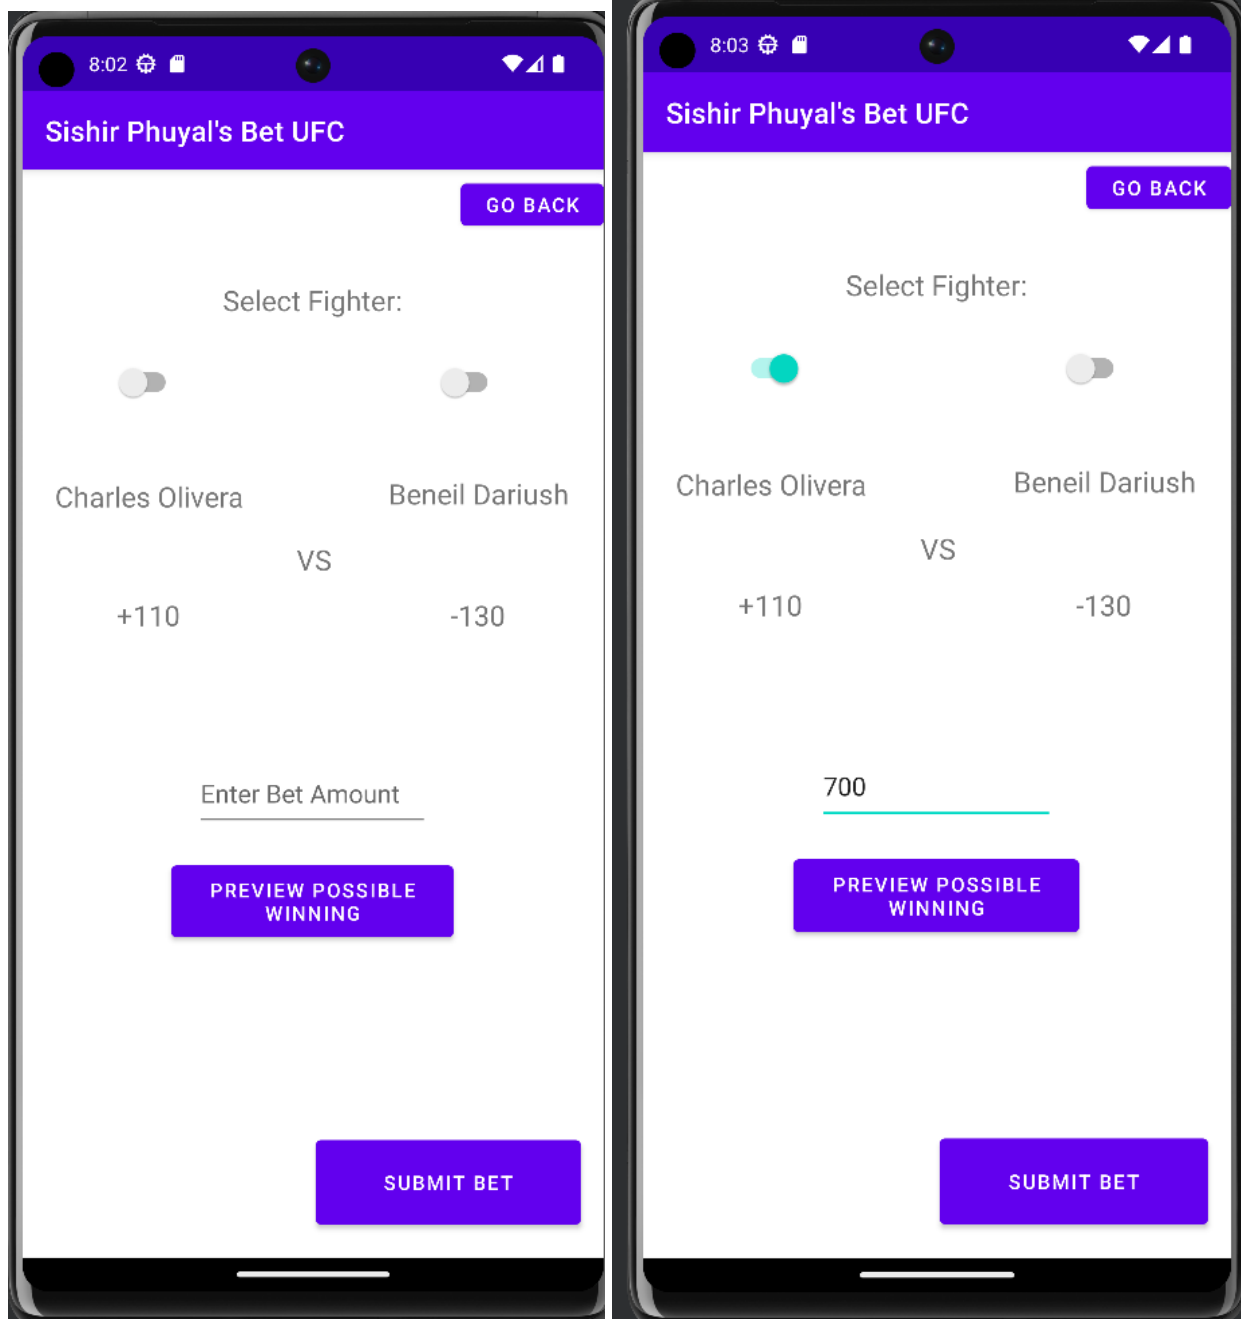 8:02
Sishir Phuyal's Bet UFC
GO BACK
Select Fighter:
Charles Olivera
Beneil Dariush
VS
+110
-130
Enter Bet Amount
PREVIEW POSSIBLE
WINNING
SUBMIT BET
8:03
Sishir Phuyal's Bet UFC
GO BACK
Select Fighter:
Charles Olivera
Beneil Dariush
VS
+110
-130
700
PREVIEW POSSIBLE
WINNING
SUBMIT BET